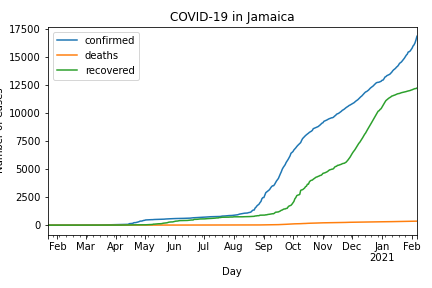 COVID-19 in Jamaica
17500
15000
12500
10000
7500
5000
2500
0
confirmed
deaths
recovered
Feb Mar Apr May Jun Jul Aug Sep Oct Nov Dec Jan Feb
2021
Day